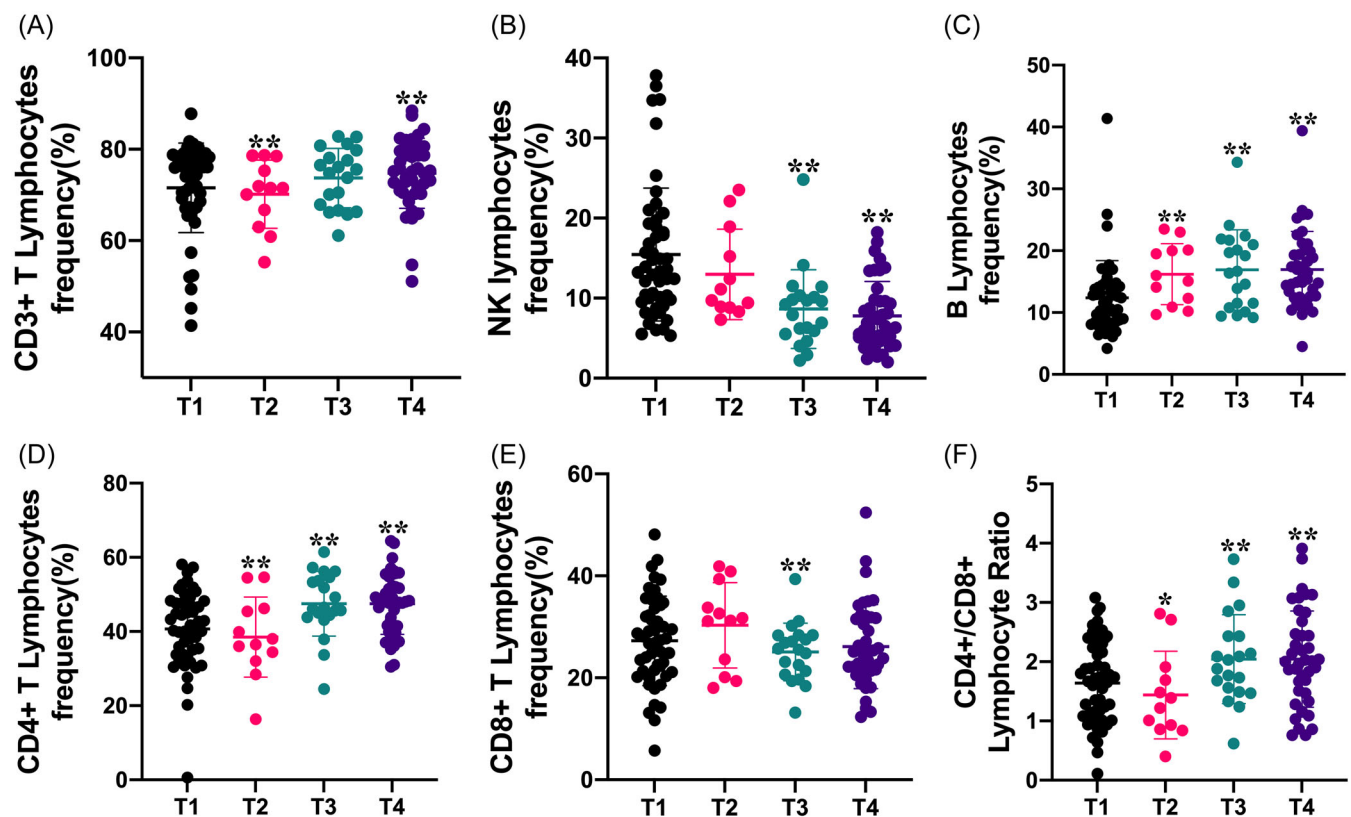 (A)
CD3+ T Lymphocytes
frequency(%)
100
80
60
40
**
**
T1 T2 T3 T4
(B)
NK lymphocytes
frequency(%)
40
30
20
10
0
**
**
T1 T2 T3 T4
(C)
B Lymphocytes
frequency(%)
50
40
30
20
10
0
**
**
**
T1 T2 T3 T4
(D)
CD4+ T Lymphocytes
frequency(%)
80
60
40
20
0
**
**
**
T1 T2 T3 T4
(E)
CD8+ T Lymphocytes
frequency(%)
60
40
20
0
**
T1 T2 T3 T4
(F)
CD4+/CD8+
Lymphocyte Ratio
5
4
3
2
1
0
*
**
**
T1 T2 T3 T4